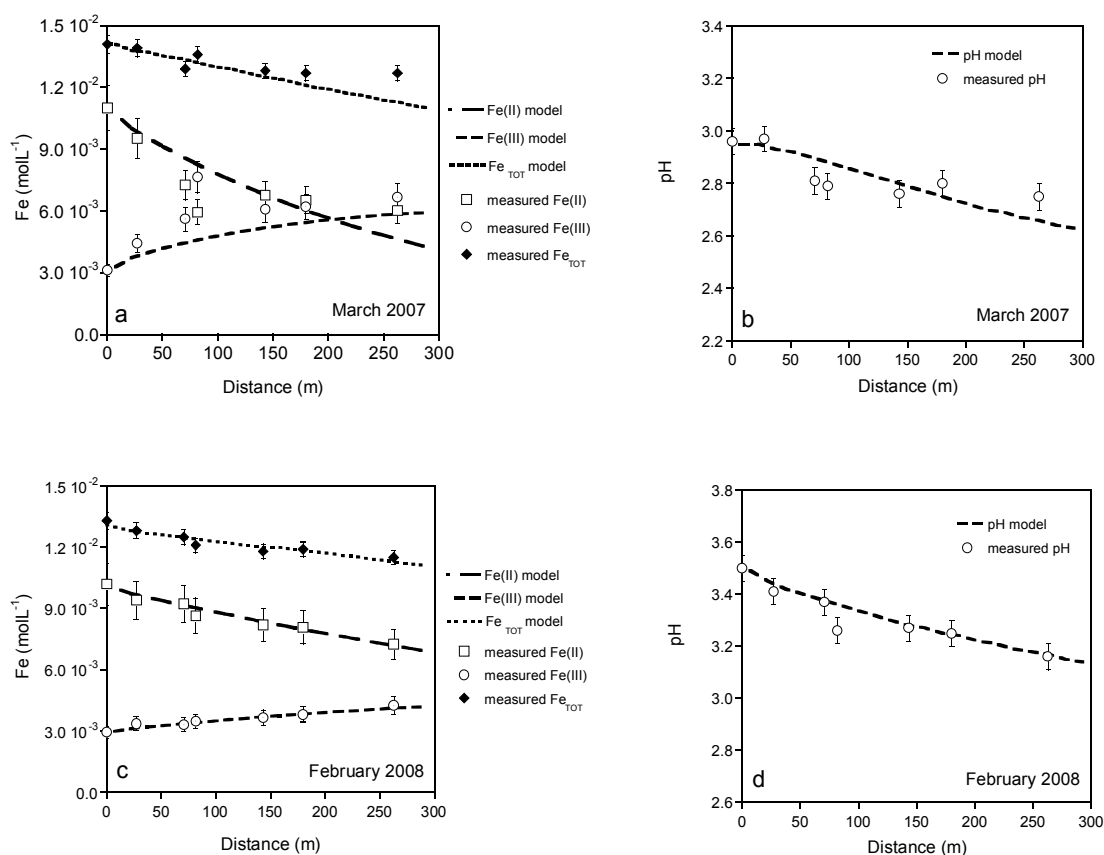 1.5 10⁻²
1.2 10⁻²
9.0 10⁻³
6.0 10⁻³
3.0 10⁻³
0.0
Fe (molL⁻¹)
0 50 100 150 200 250 300
Distance (m)
a
March 2007
Fe(II) model
Fe(III) model
Fe TOT model
measured Fe(II)
measured Fe(III)
measured FeTOT
3.4
3.2
3.0
2.8
2.6
2.4
2.2
pH
0 50 100 150 200 250 300
Distance (m)
pH model
measured pH
b
March 2007
1.5 10⁻²
1.2 10⁻²
9.0 10⁻³
6.0 10⁻³
3.0 10⁻³
0.0
Fe (molL⁻¹)
0 50 100 150 200 250 300
Distance (m)
c
February 2008
Fe(II) model
Fe(III) model
Fe TOT model
measured Fe(II)
measured Fe(III)
measured FeTOT
3.8
3.6
3.4
3.2
3.0
2.8
2.6
pH
0 50 100 150 200 250 300
Distance (m)
pH model
measured pH
d
February 2008